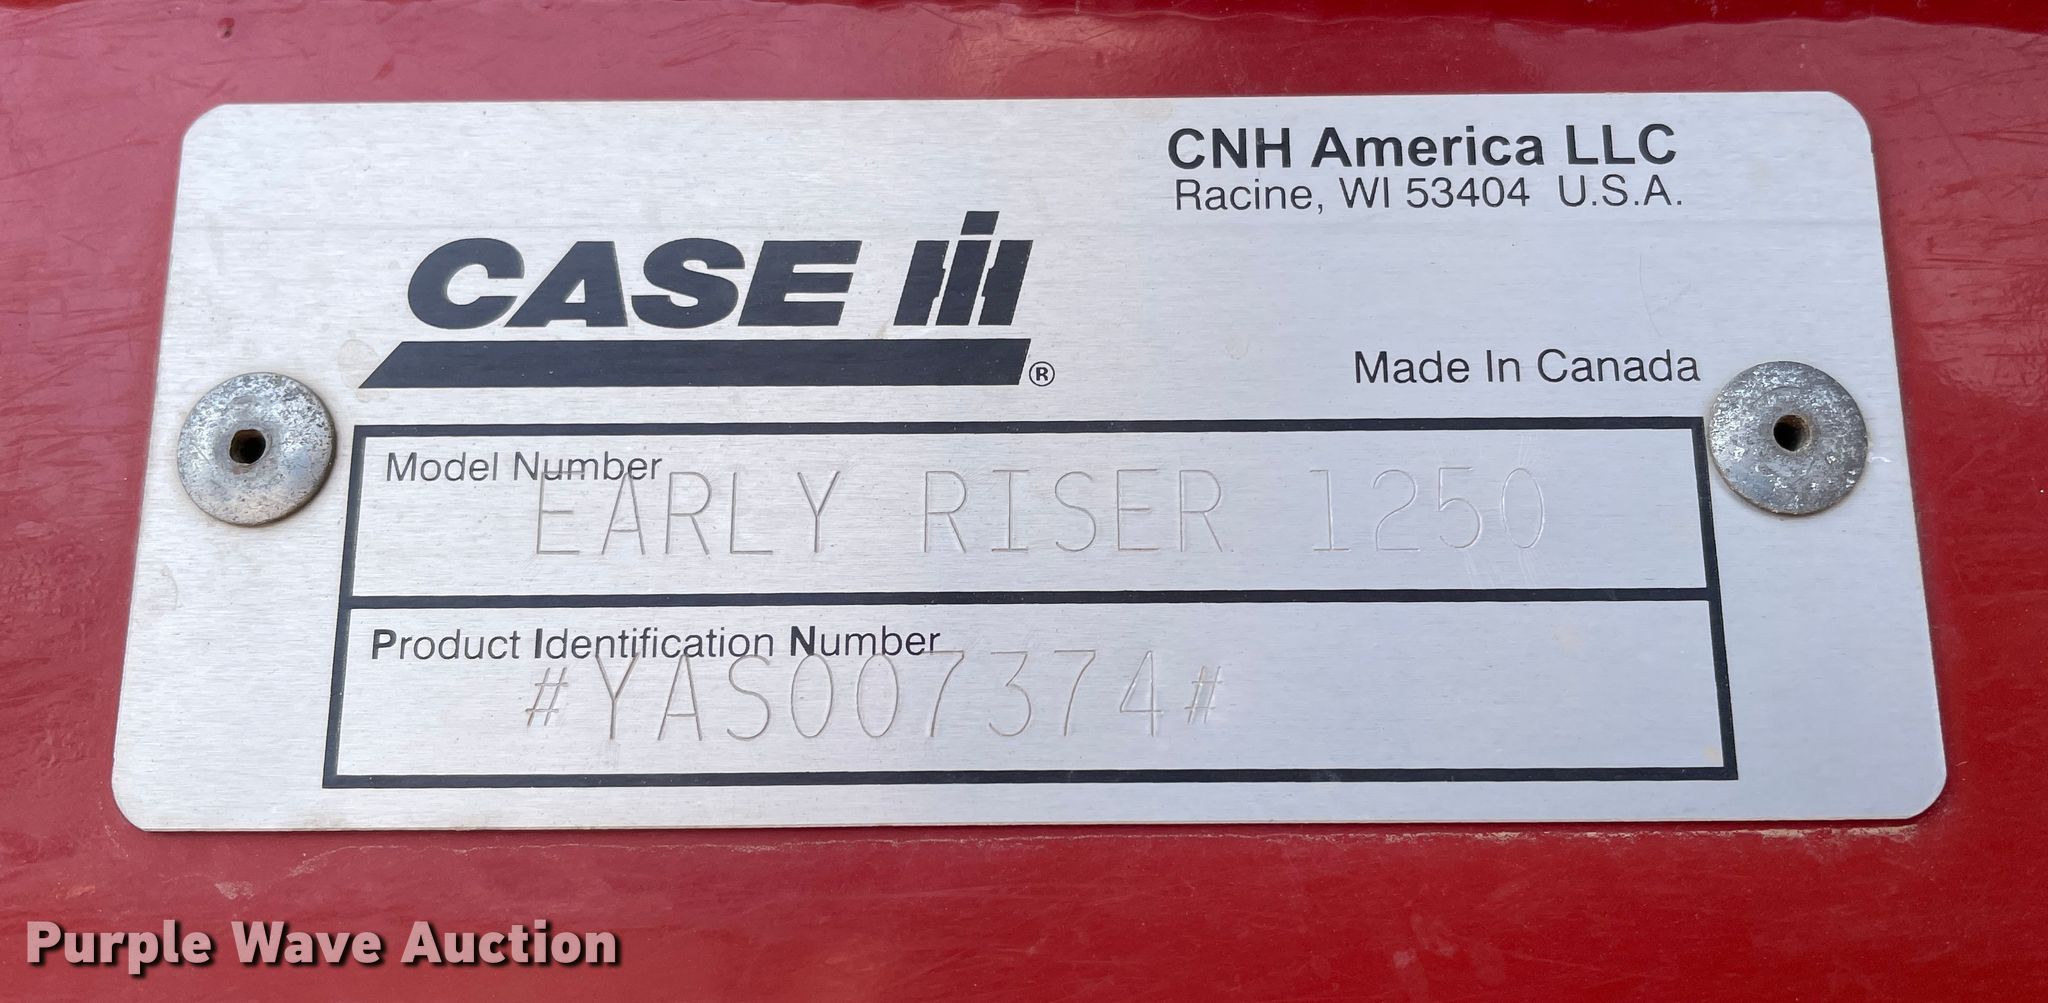 CNH America LLC
Racine, WI 53404 U.S.A.
CASE IH
®
Made In Canada
Model Number
EARLY RISER 1250
Product Identification Number
#YAS007374#
Purple Wave Auction